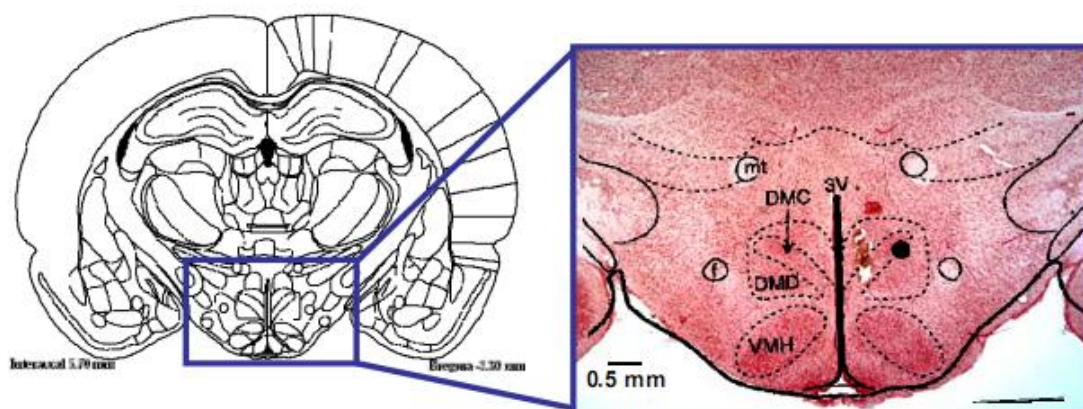 Interaural 5.70 mm
Bregma -3.30 mm
mt
3V
DMC
f
DMD
VMH
0.5 mm